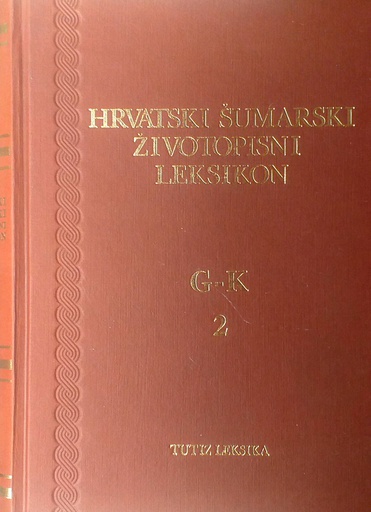 HRVATSKI ŠUMARSKI
ŽIVOTOPISNI
LEKSIKON
G-K
2
TUTIZ LEKSIKA